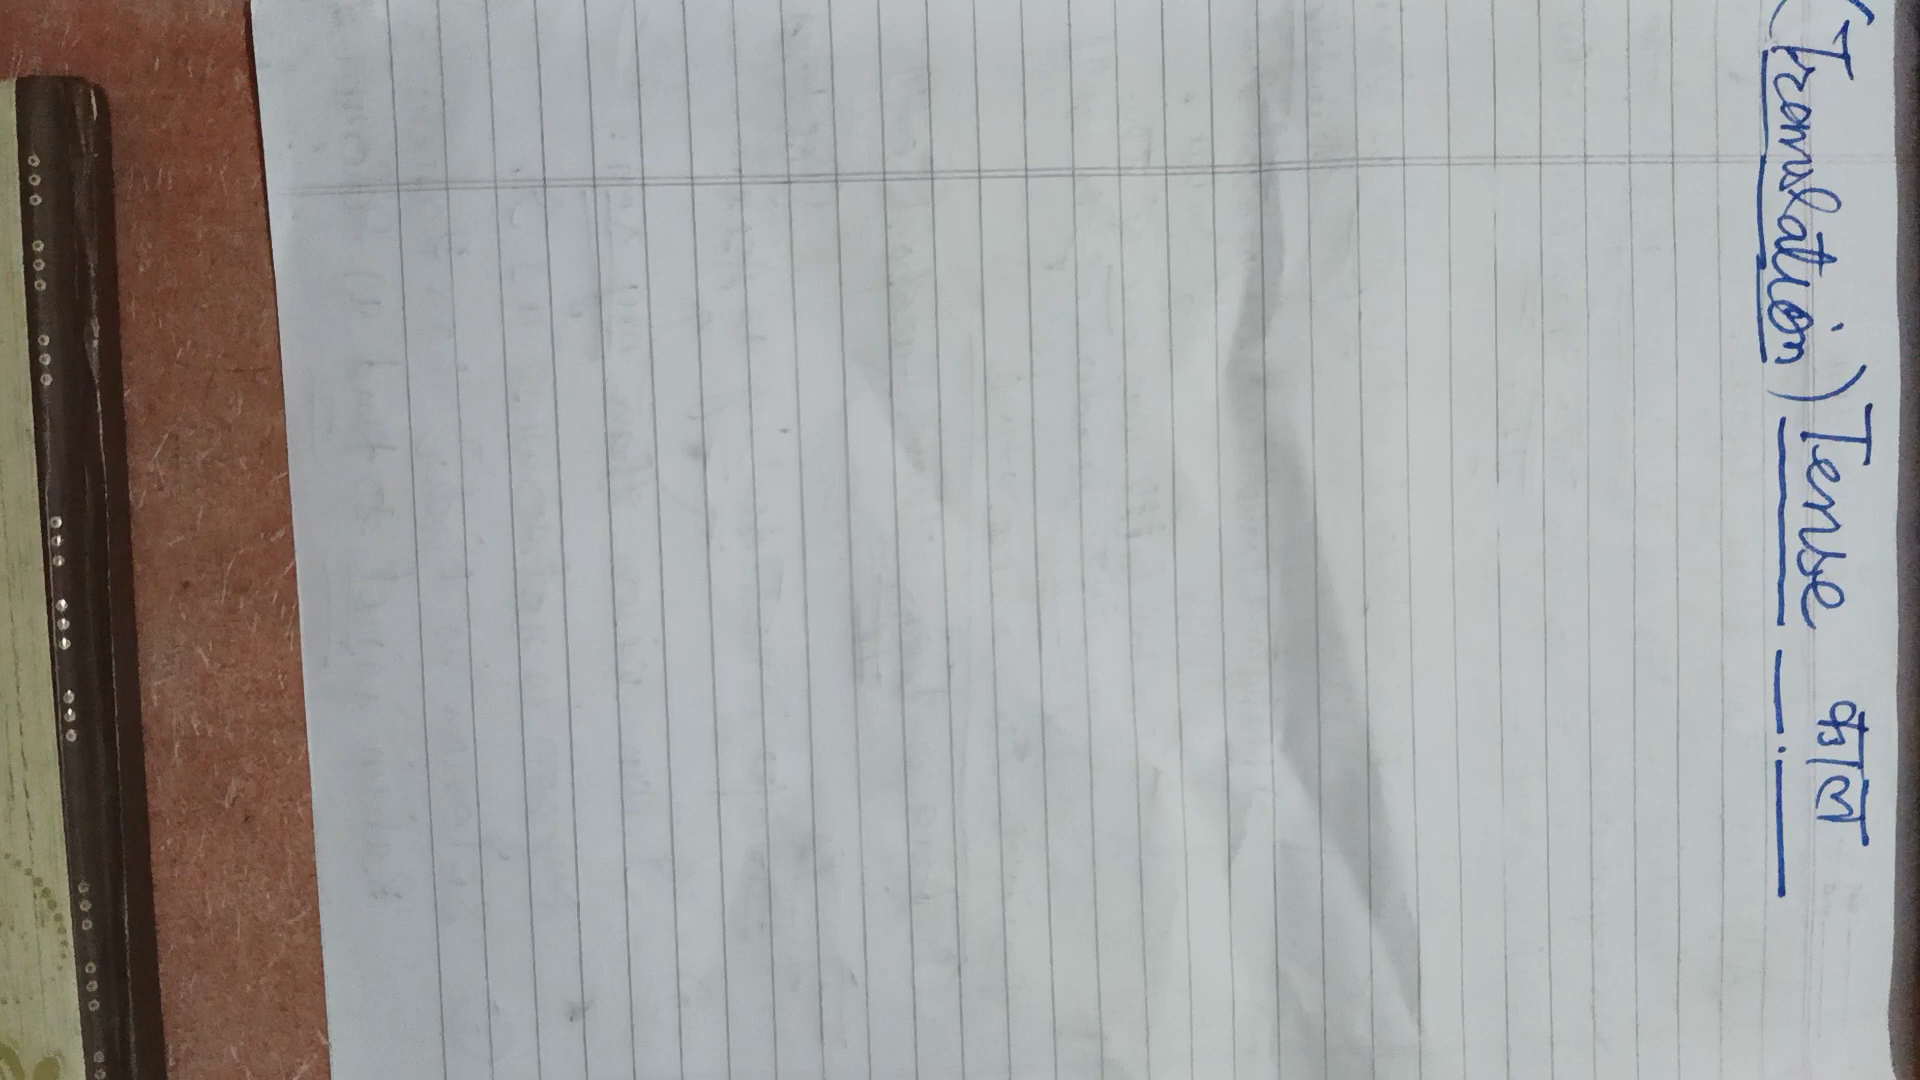 (Translation) Tense काल